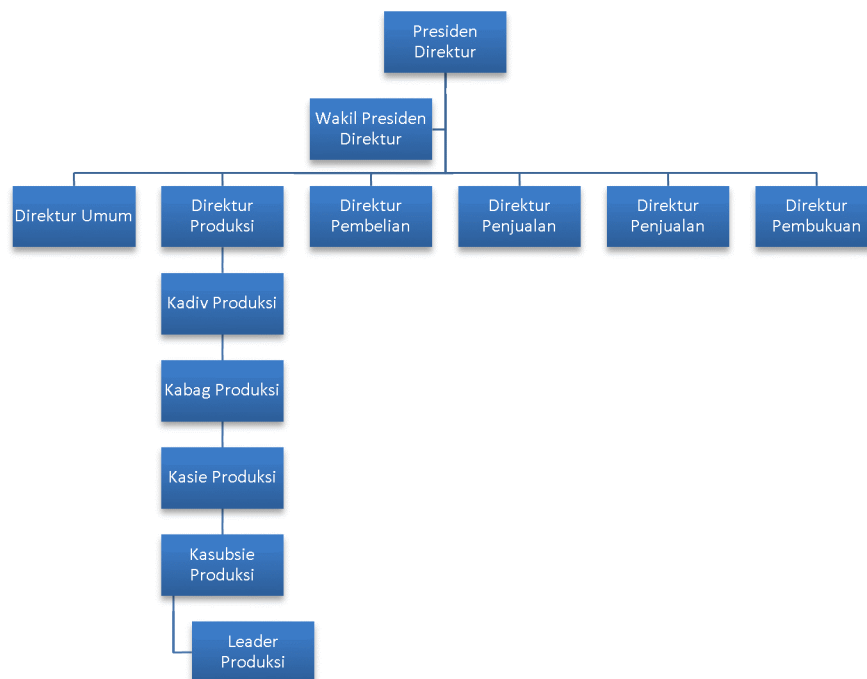 Presiden
Direktur
Wakil Presiden
Direktur
Direktur Umum
Direktur
Produksi
Direktur
Pembelian
Direktur
Penjualan
Direktur
Penjualan
Direktur
Pembukuan
Kadiv Produksi
Kabag Produksi
Kasie Produksi
Kasubsie
Produksi
Leader
Produksi